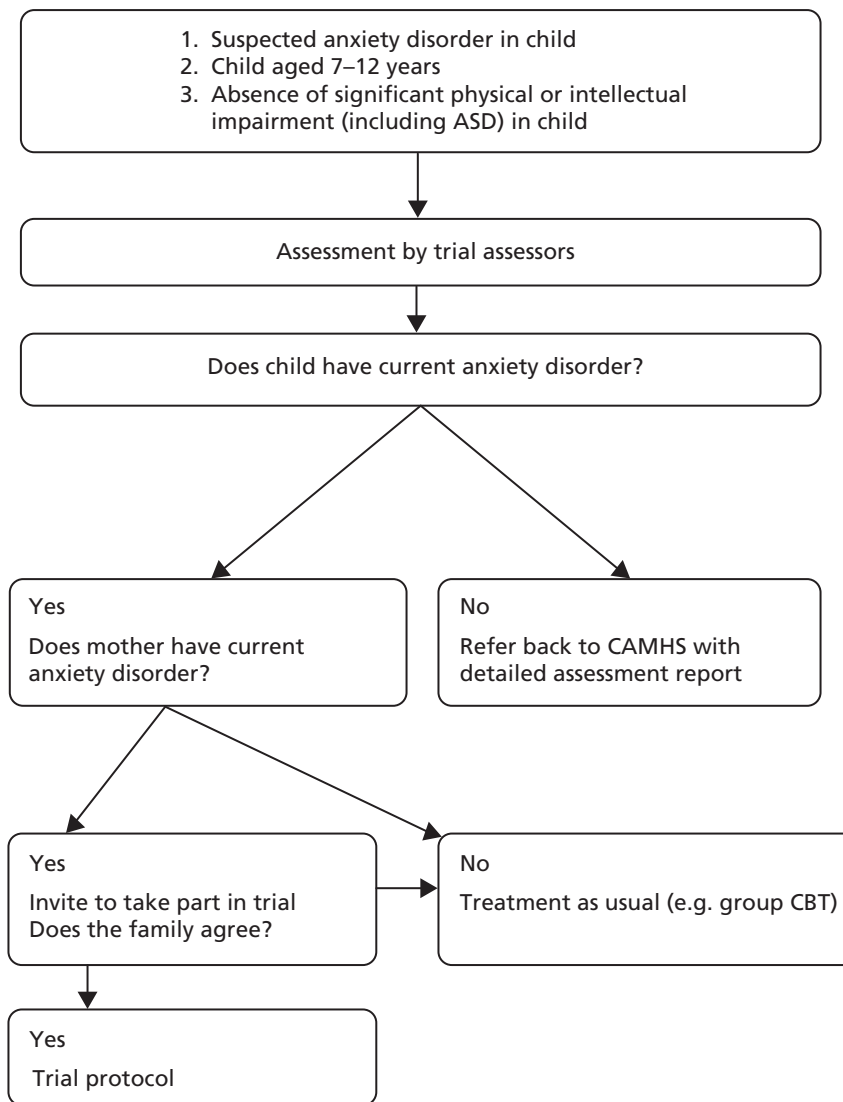 1. Suspected anxiety disorder in child
2. Child aged 7–12 years
3. Absence of significant physical or intellectual
impairment (including ASD) in child
Assessment by trial assessors
Does child have current anxiety disorder?
Yes
Does mother have current
anxiety disorder?
No
Refer back to CAMHS with
detailed assessment report
Yes
Invite to take part in trial
Does the family agree?
No
Treatment as usual (e.g. group CBT)
Yes
Trial protocol